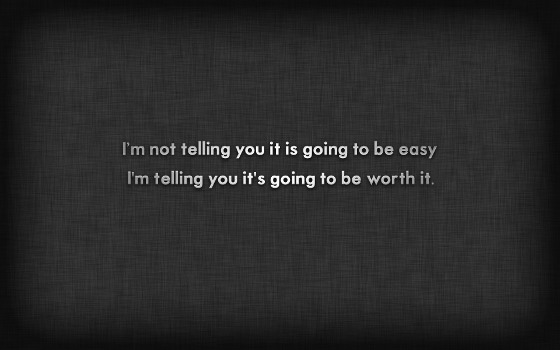 I'm not telling you it is going to be easy
I'm telling you it's going to be worth it.